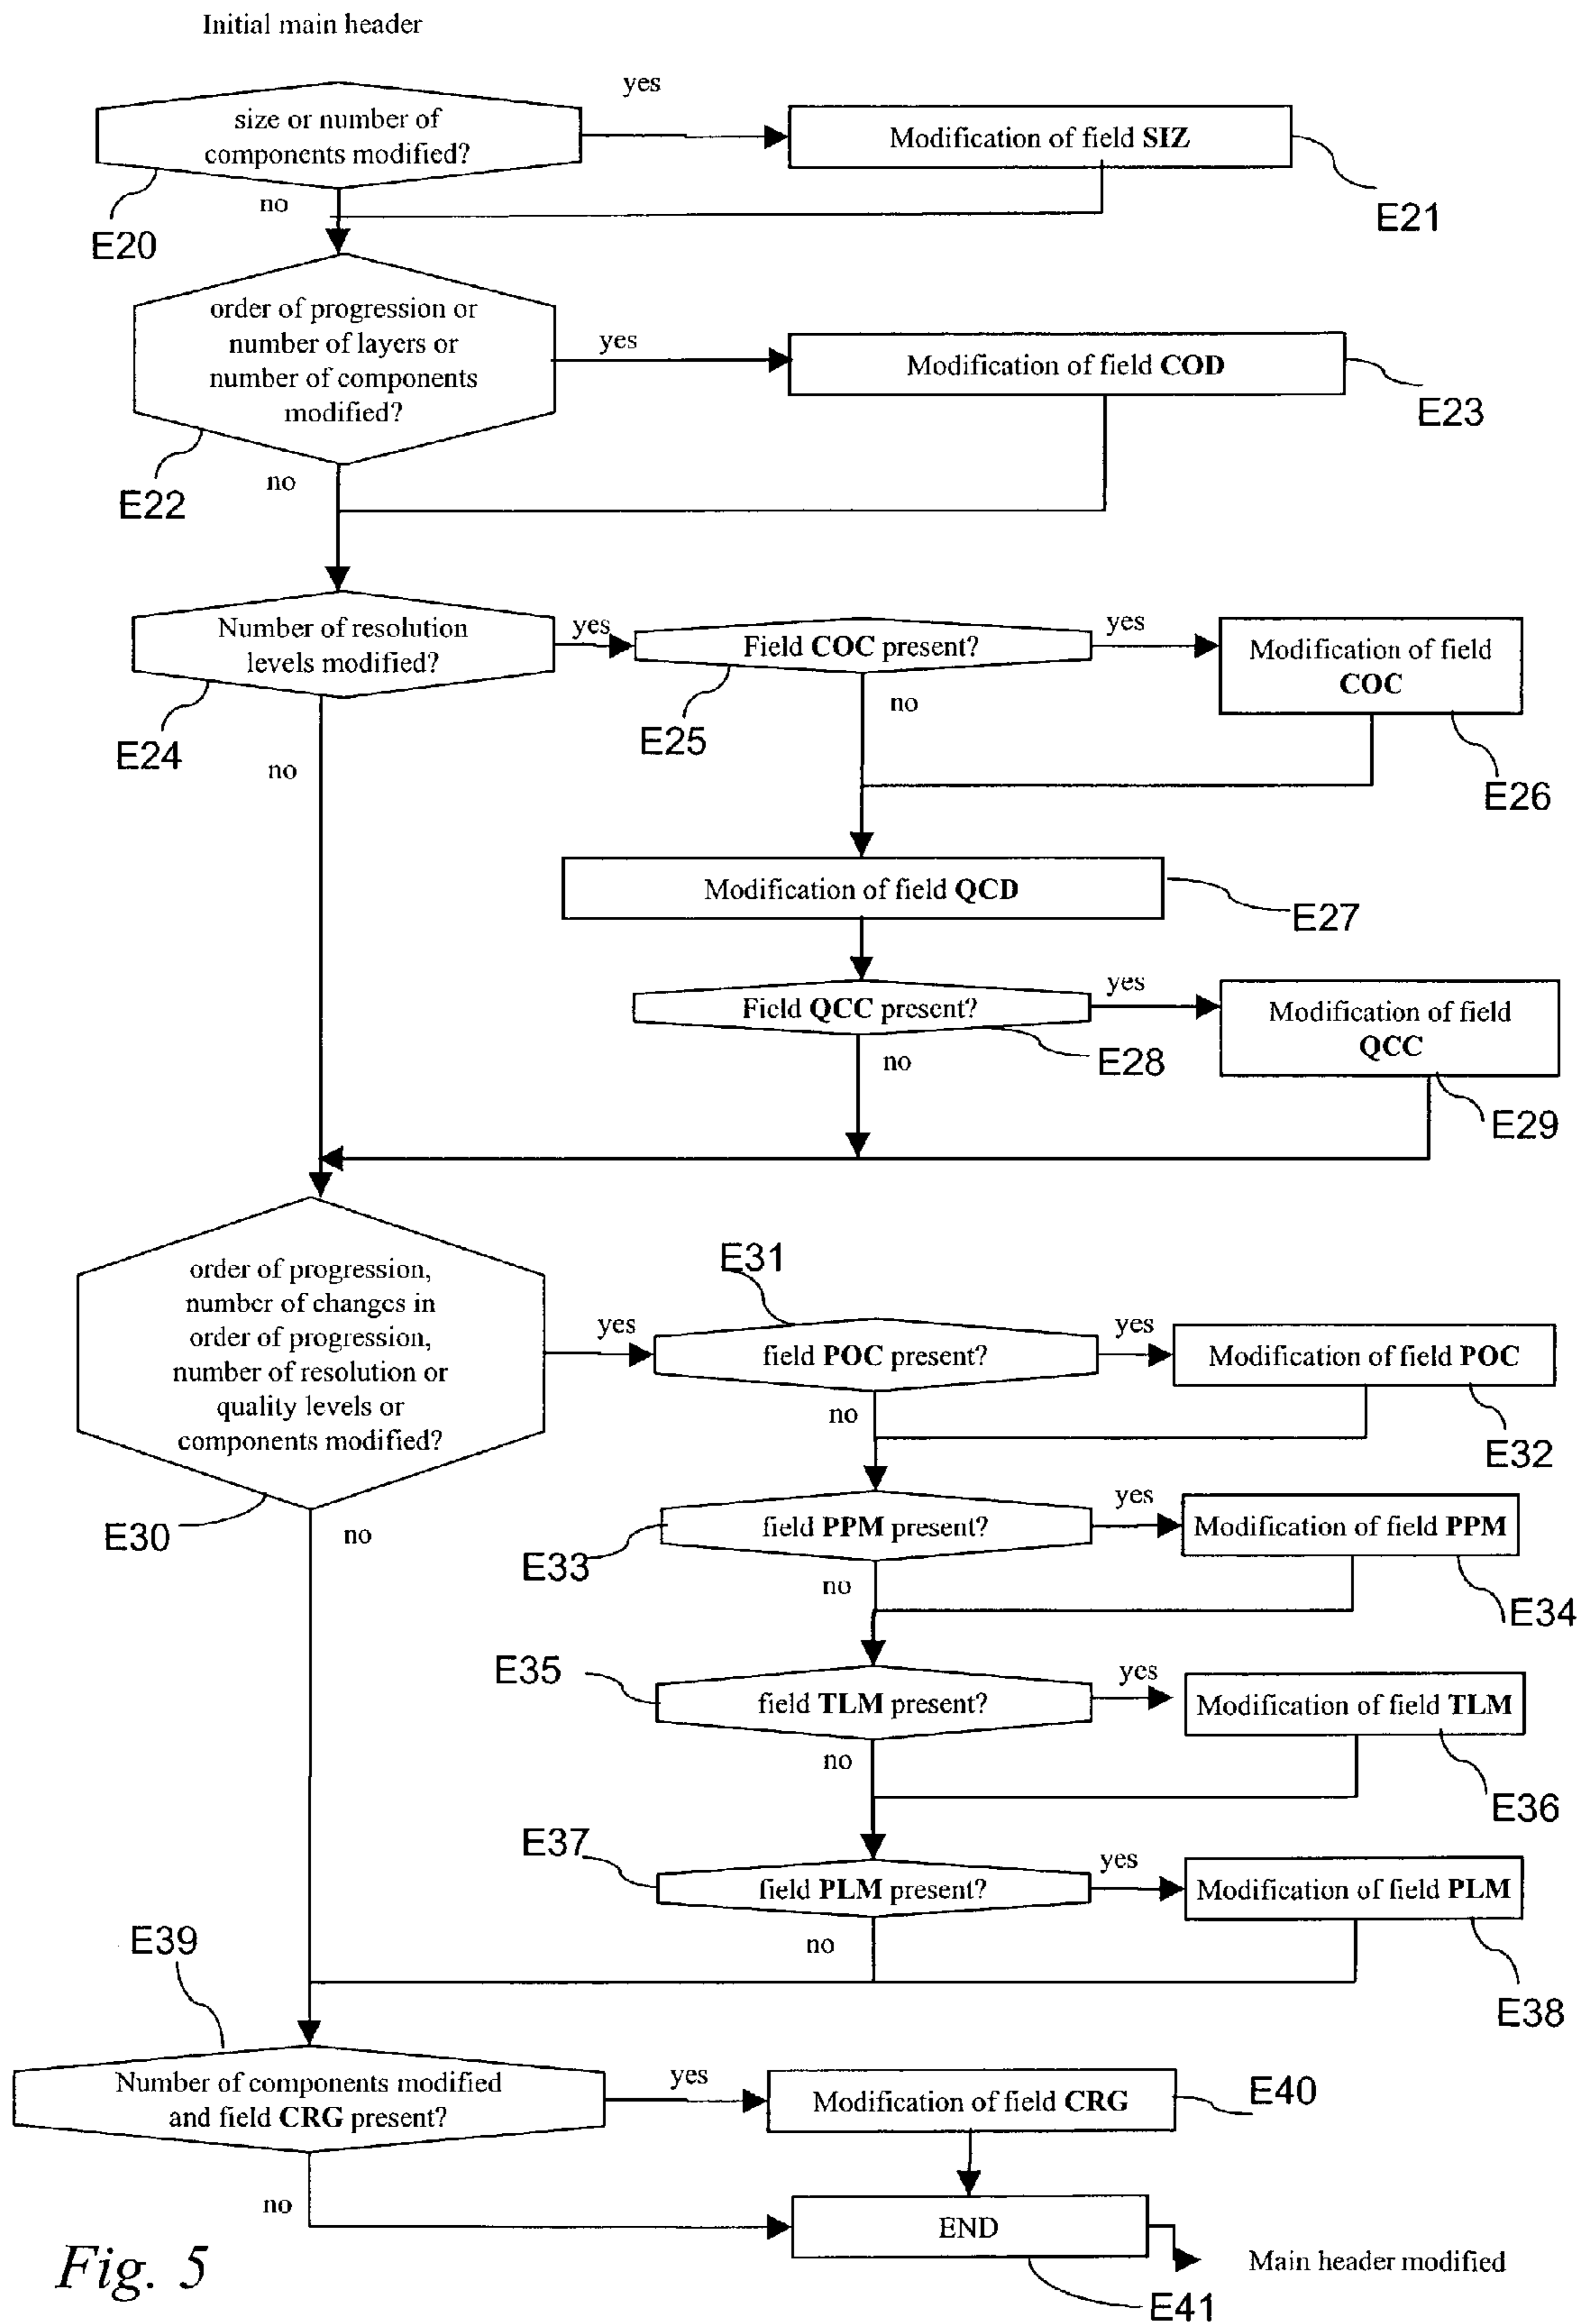 Initial main header
yes
size or number of
components modified?
Modification of field SIZ
no
E20
E21
order of progression or
number of layers or
number of components
modified?
yes
Modification of field COD
E23
no
E22
Number of resolution
levels modified?
yes
Field COC present?
yes
Modification of field
COC
no
E25
E24
no
E26
Modification of field QCD
E27
Field QCC present?
yes
Modification of field
QCC
E28
no
E29
E31
order of progression,
number of changes in
order of progression,
number of resolution or
quality levels or
components modified?
yes
field POC present?
yes
Modification of field POC
no
E32
E30
no
field PPM present?
yes
Modification of field PPM
E33
no
E34
E35
field TLM present?
yes
Modification of field TLM
no
E36
E37
field PLM present?
yes
Modification of field PLM
no
E38
E39
Number of components modified
and field CRG present?
yes
Modification of field CRG
E40
no
END
Main header modified
E41
Fig. 5